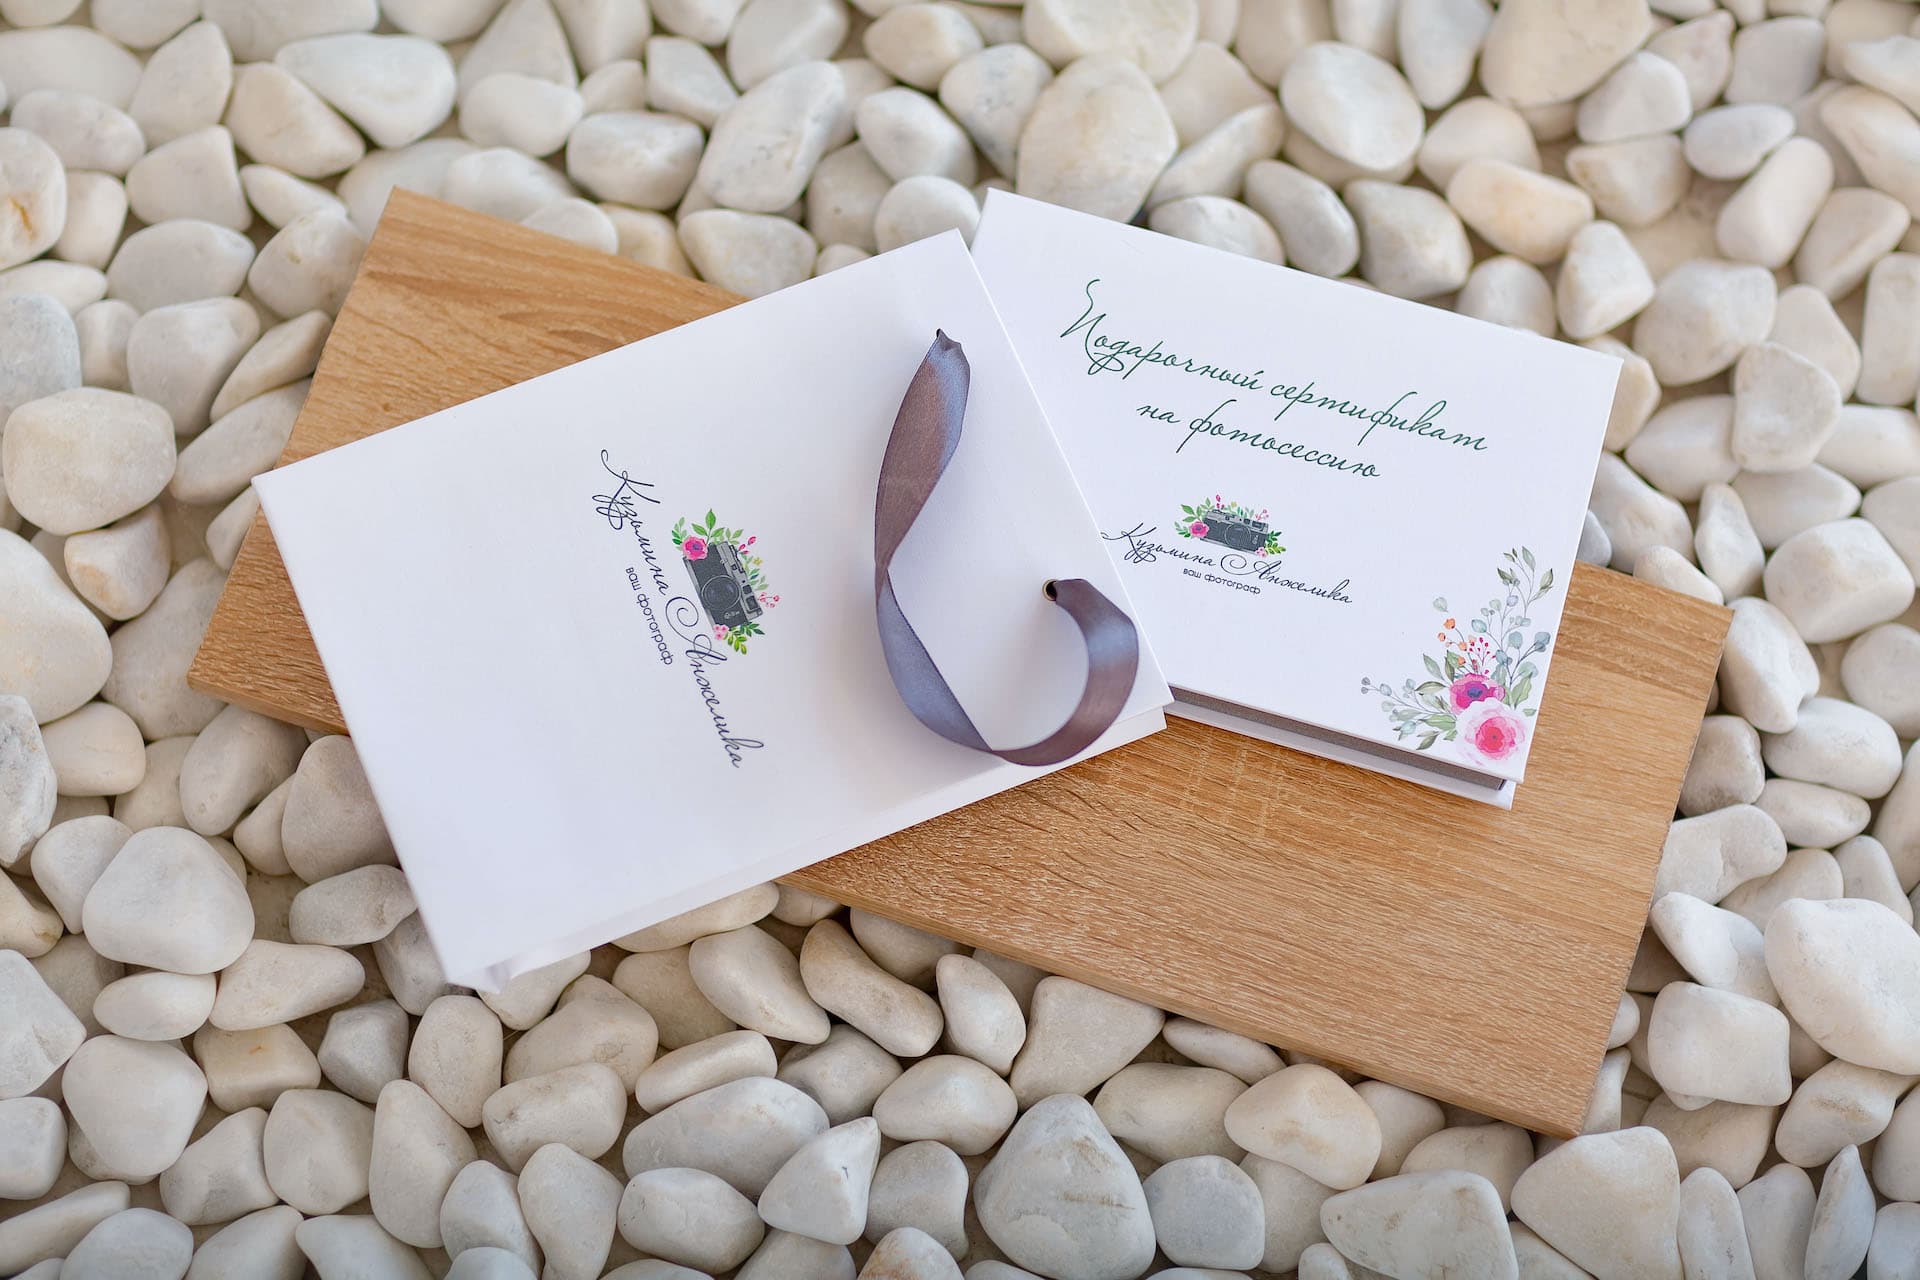 Кузьмина Анжелика
ваш фотограф
Подарочный сертификат
на фотосессию
Кузьмина Анжелика
ваш фотограф